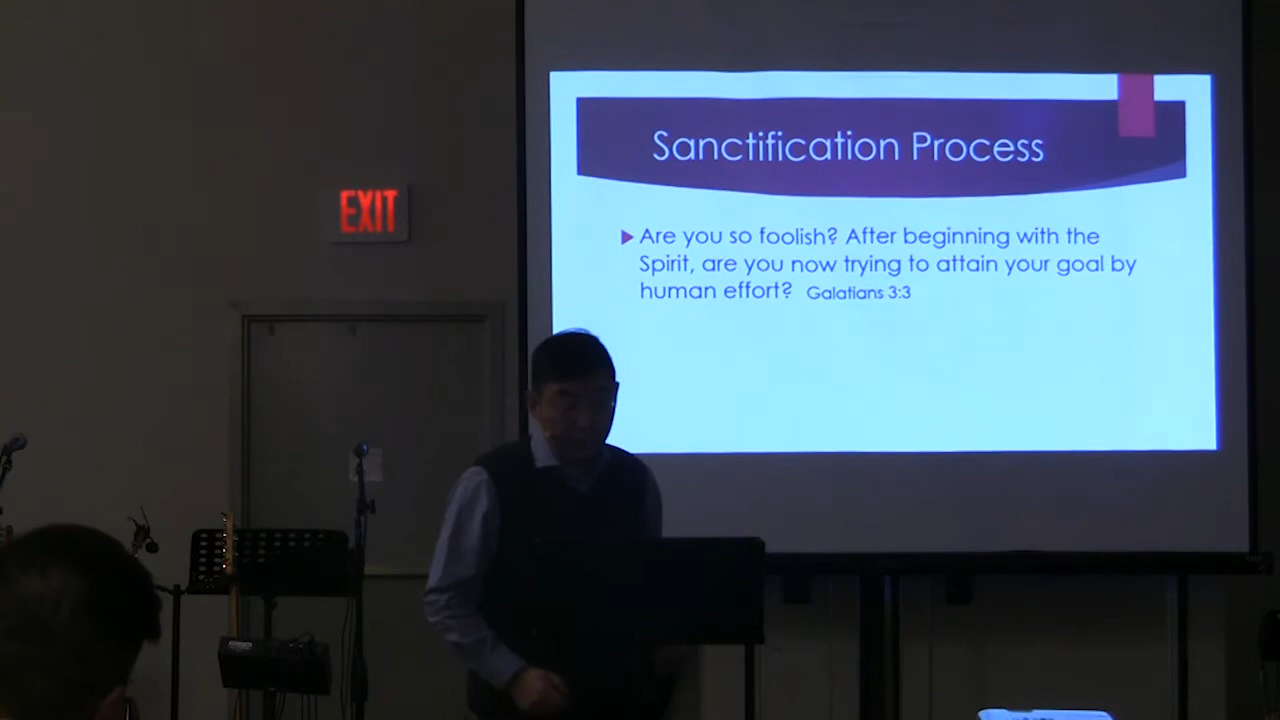 Sanctification Process
EXIT
Are you so foolish? After beginning with the
Spirit, are you now trying to attain your goal by
human effort? Galatians 3:3